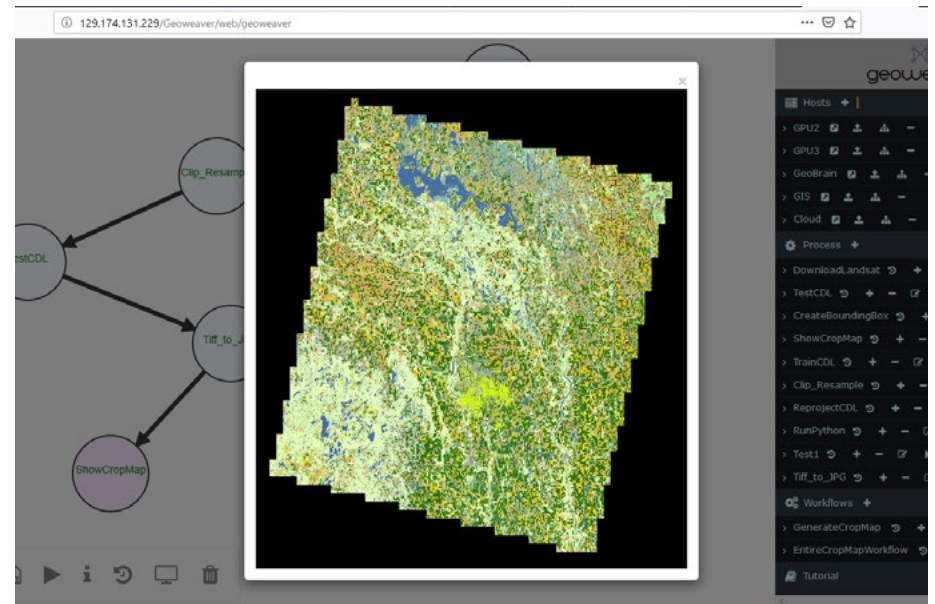 129.174.131.229/Geoweaver/web/geoweaver
geowe
Hosts
GPU2
GPU3
GeoBrain
GIS
Cloud
Process
DownloadLandsat
TestCDL
CreateBoundingBox
ShowCropMap
TrainCDL
Clip_Resample
ReprojectCDL
RunPython
Test1
Tiff_to_JPG
Workflows
GenerateCropMap
EntireCropMapWorkflow
Tutorial
Clip_Resamp
estCDL
Tiff_to_J
ShowCropMap